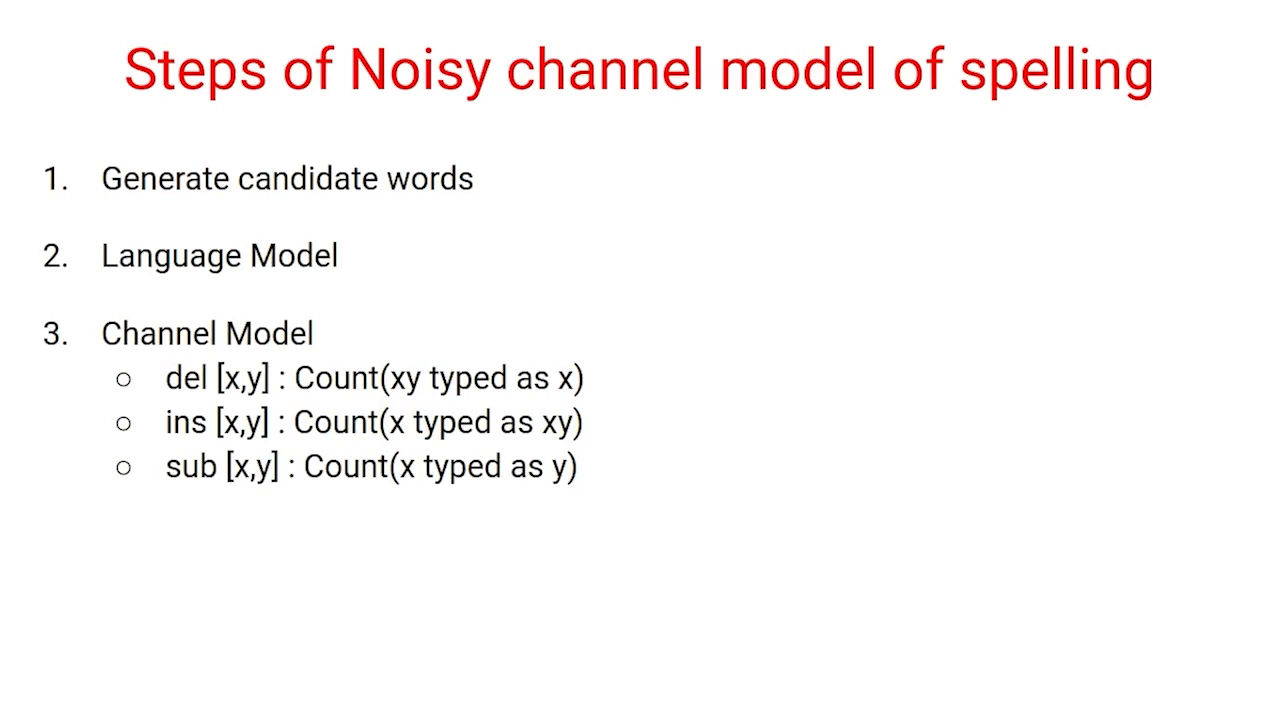 Steps of Noisy channel model of spelling
1. Generate candidate words
2. Language Model
3. Channel Model
○ del [x,y] : Count(xy typed as x)
○ ins [x,y] : Count(x typed as xy)
○ sub [x,y] : Count(x typed as y)